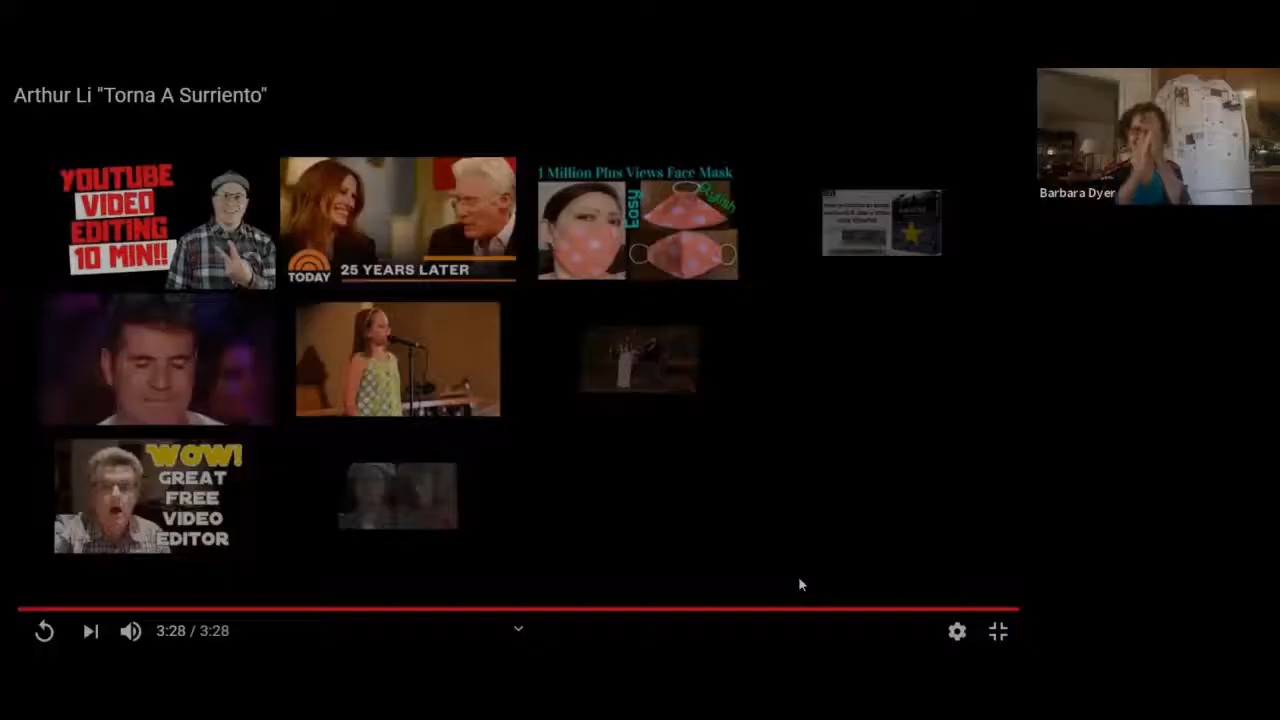 Arthur Li "Torna A Surriento"
Barbara Dyer
YOUTUBE
VIDEO
EDITING
10 MIN!!
TODAY
25 YEARS LATER
1 Million Plus Views Face Mask
Easy
Stylish
WOW!
GREAT
FREE
VIDEO
EDITOR
3:28 / 3:28